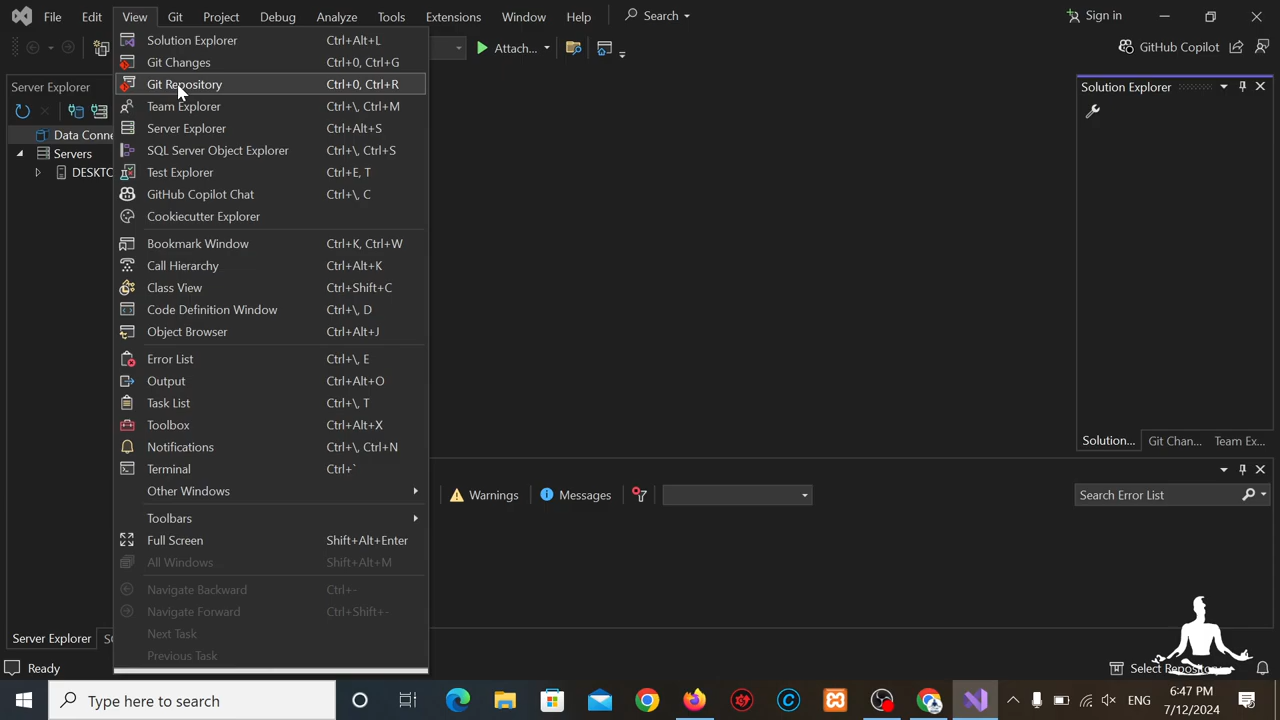 File Edit View Git Project Debug Analyze Tools Extensions Window Help Search Sign in
Attach... GitHub Copilot
Server Explorer
Data Conne
Servers
DESKTC
Solution Explorer Ctrl+Alt+L
Git Changes Ctrl+0, Ctrl+G
Git Repository Ctrl+0, Ctrl+R
Team Explorer Ctrl+\, Ctrl+M
Server Explorer Ctrl+Alt+S
SQL Server Object Explorer Ctrl+\, Ctrl+S
Test Explorer Ctrl+E, T
GitHub Copilot Chat Ctrl+\, C
Cookiecutter Explorer
Bookmark Window Ctrl+K, Ctrl+W
Call Hierarchy Ctrl+Alt+K
Class View Ctrl+Shift+C
Code Definition Window Ctrl+\, D
Object Browser Ctrl+Alt+J
Error List Ctrl+\, E
Output Ctrl+Alt+O
Task List Ctrl+\, T
Toolbox Ctrl+Alt+X
Notifications Ctrl+\, Ctrl+N
Terminal Ctrl+`
Other Windows
Toolbars
Full Screen Shift+Alt+Enter
All Windows Shift+Alt+M
Navigate Backward Ctrl+-
Navigate Forward Ctrl+Shift+-
Next Task
Previous Task
Solution Explorer
Solution... Git Chan... Team Ex...
Warnings Messages Search Error List
Server Explorer
Ready
Type here to search
ENG
6:47 PM
7/12/2024